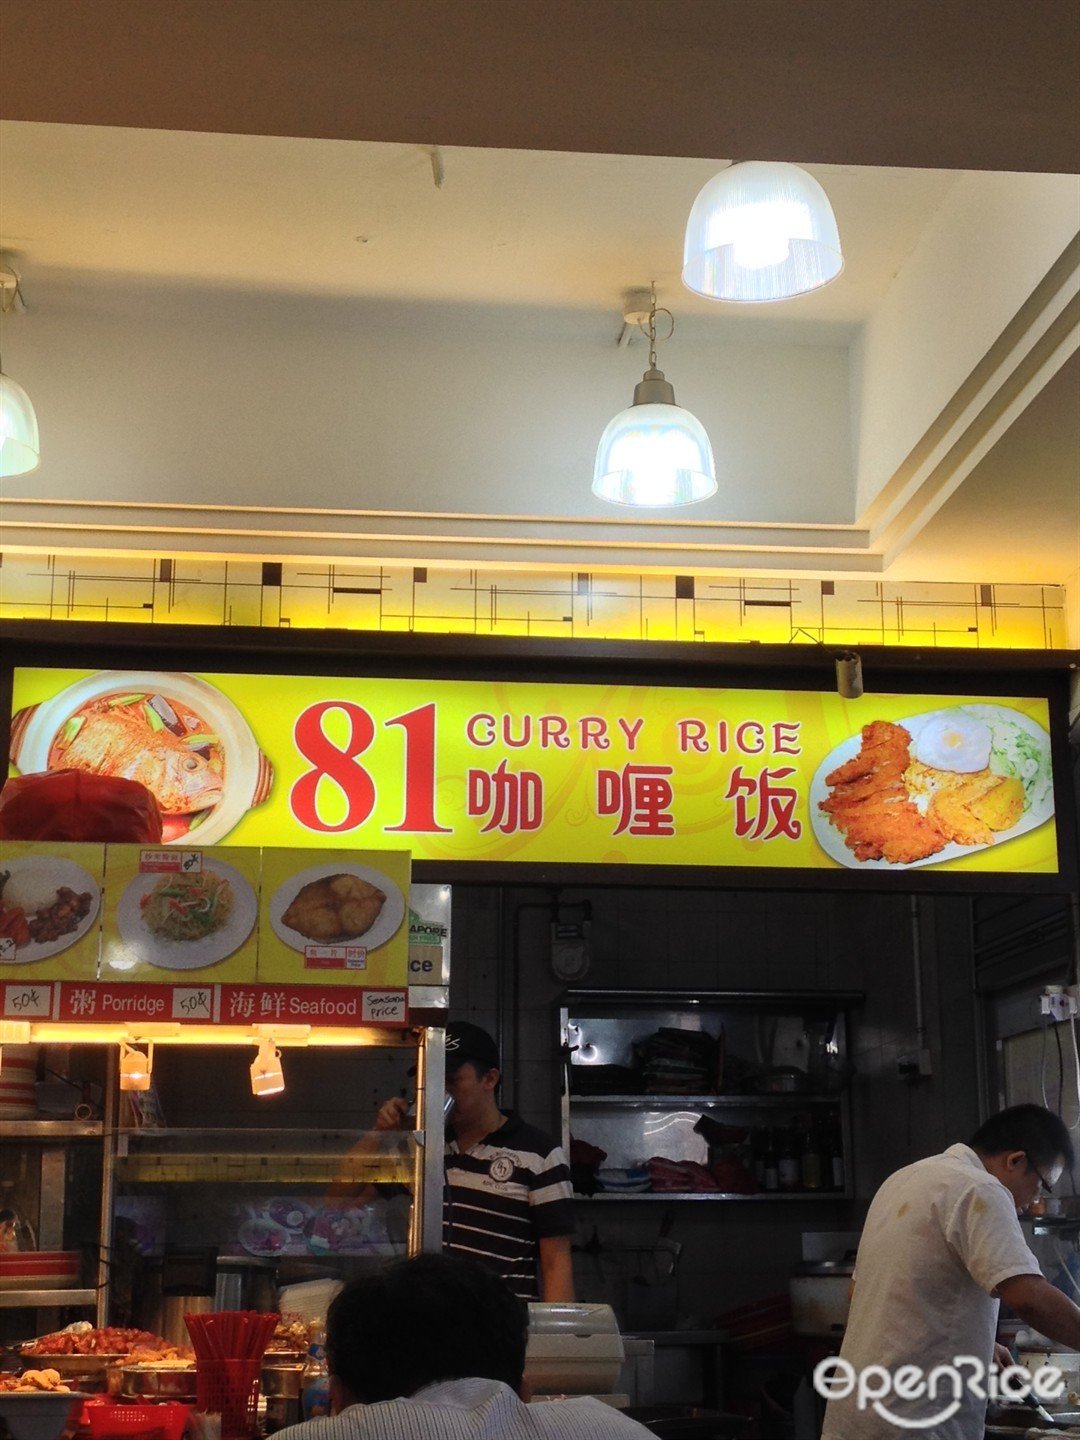 81 CURRY RICE
咖喱饭
50¢
粥 Porridge
50¢
海鲜 Seafood
Seasonal Price
OpenRice